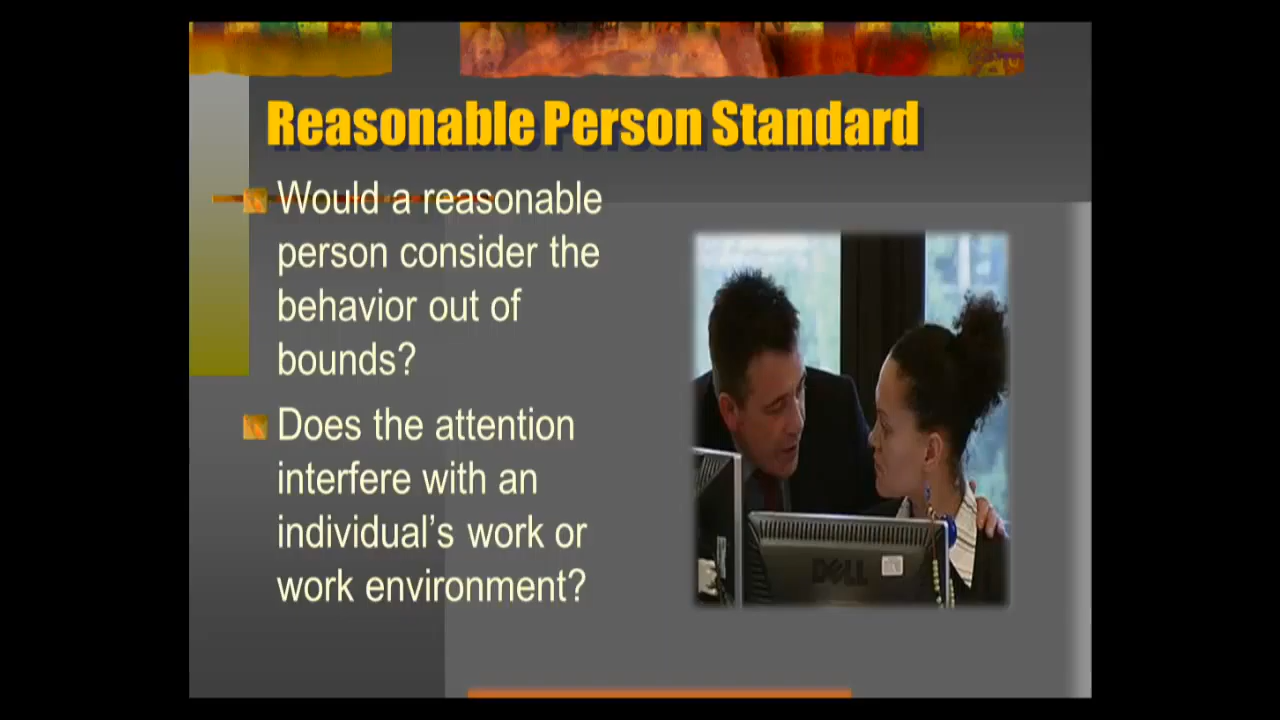 Reasonable Person Standard
Would a reasonable
person consider the
behavior out of
bounds?
Does the attention
interfere with an
individual's work or
work environment?
DELL